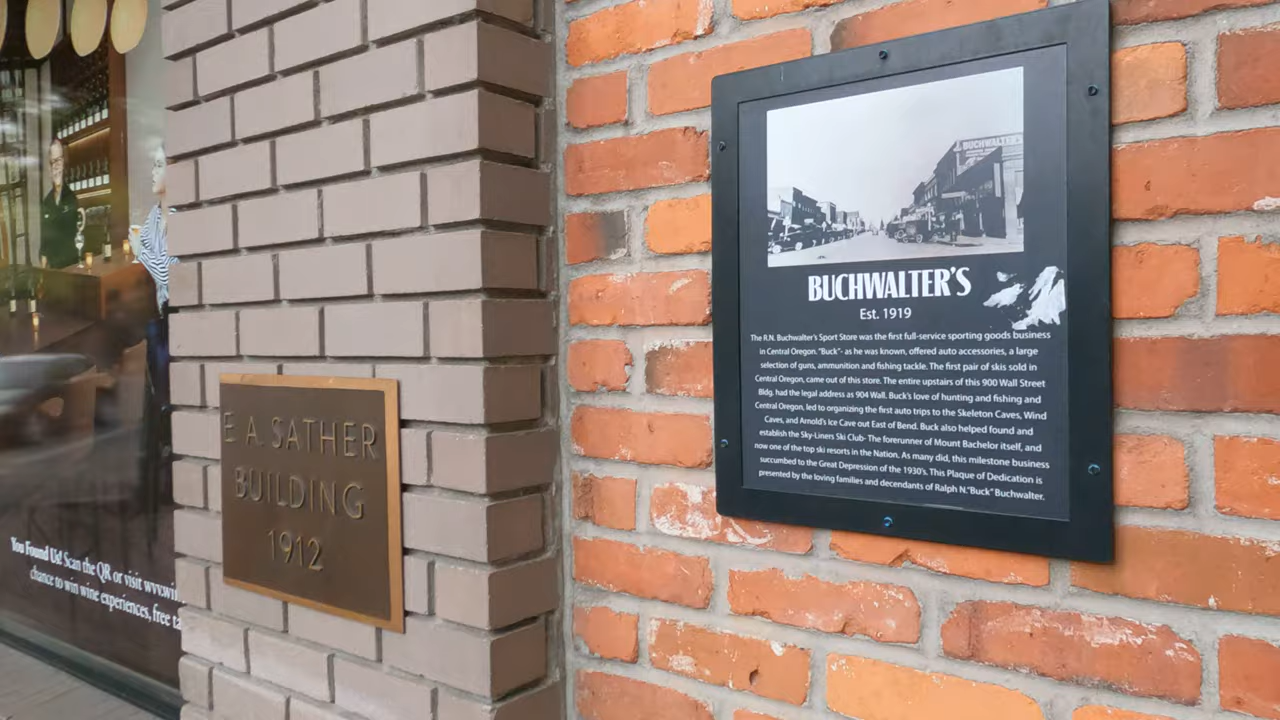 You Found Us! Scan the QR or visit www.wi
chance to win wine experiences, free ta
E A SATHER
BUILDING
1912
BUCHWALTER
BUCHWALTER'S
Est. 1919
The R.N. Buchwalter's Sport Store was the first full-service sporting goods business
in Central Oregon. "Buck"- as he was known, offered auto accessories, a large
selection of guns, ammunition and fishing tackle. The first pair of skis sold in
Central Oregon, came out of this store. The entire upstairs of this 900 Wall Street
Bldg. had the legal address as 904 Wall. Buck's love of hunting and fishing and
Central Oregon, led to organizing the first auto trips to the Skeleton Caves, Wind
Caves, and Arnold's Ice Cave out East of Bend. Buck also helped found and
establish the Sky-Liners Ski Club- The forerunner of Mount Bachelor itself, and
now one of the top ski resorts in the Nation. As many did, this milestone business
succumbed to the Great Depression of the 1930's. This Plaque of Dedication is
presented by the loving families and decendants of Ralph N."Buck" Buchwalter.